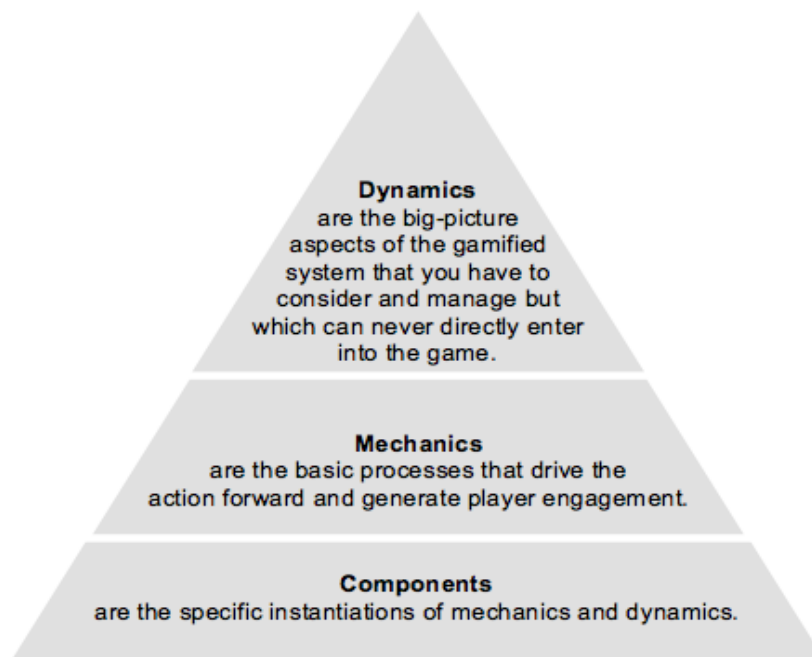 Dynamics
are the big-picture
aspects of the gamified
system that you have to
consider and manage but
which can never directly enter
into the game.
Mechanics
are the basic processes that drive the
action forward and generate player engagement.
Components
are the specific instantiations of mechanics and dynamics.